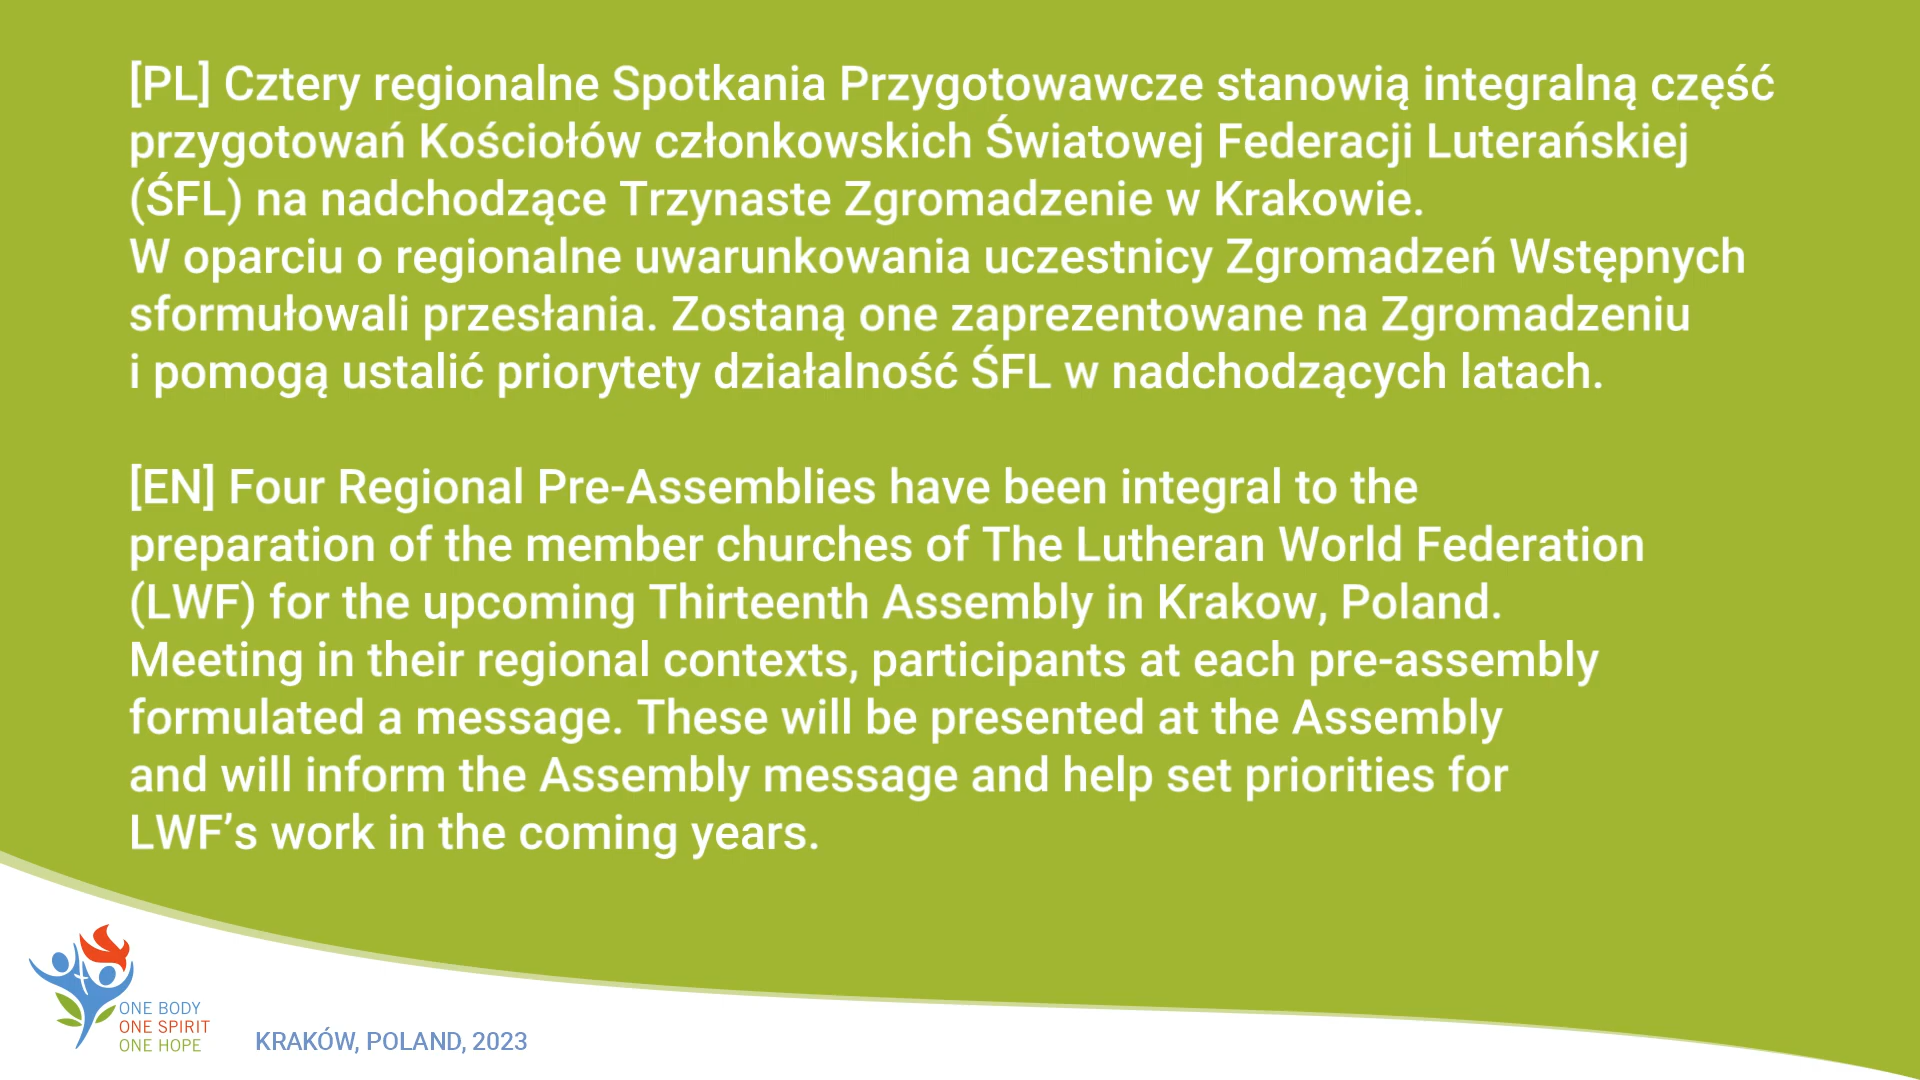 [PL] Cztery regionalne Spotkania Przygotowawcze stanowią integralną część
przygotowań Kościołów członkowskich Światowej Federacji Luterańskiej
(ŚFL) na nadchodzące Trzynaste Zgromadzenie w Krakowie.
W oparciu o regionalne uwarunkowania uczestnicy Zgromadzeń Wstępnych
sformułowali przesłania. Zostaną one zaprezentowane na Zgromadzeniu
i pomogą ustalić priorytety działalność ŚFL w nadchodzących latach.
[EN] Four Regional Pre-Assemblies have been integral to the
preparation of the member churches of The Lutheran World Federation
(LWF) for the upcoming Thirteenth Assembly in Krakow, Poland.
Meeting in their regional contexts, participants at each pre-assembly
formulated a message. These will be presented at the Assembly
and will inform the Assembly message and help set priorities for
LWF’s work in the coming years.
ONE BODY
ONE SPIRIT
ONE HOPE
KRAKÓW, POLAND, 2023